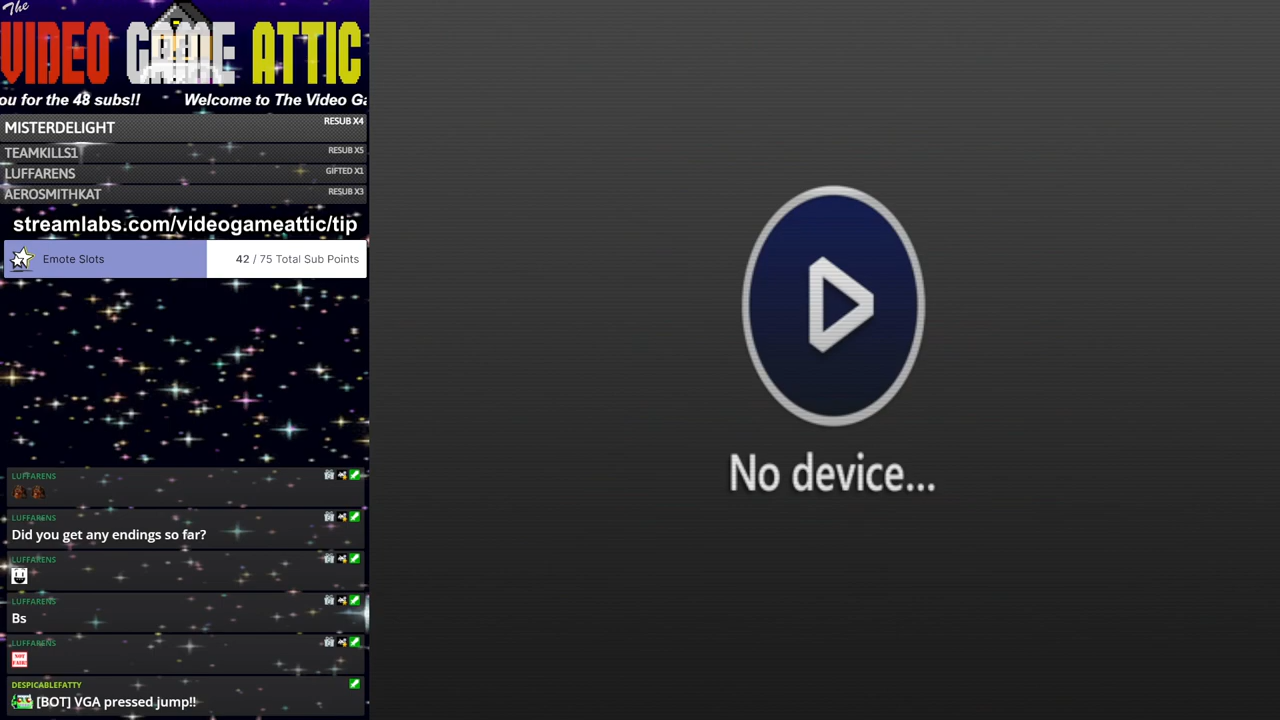 The
VIDEO GAME ATTIC
ou for the 48 subs!! Welcome to The Video Ga
MISTERDELIGHT RESUB X4
TEAMKILLS1 RESUB X5
LUFFARENS GIFTED X1
AEROSMITHKAT RESUB X3
streamlabs.com/videogameattic/tip
Emote Slots 42 / 75 Total Sub Points
LUFFARENS
LUFFARENS
Did you get any endings so far?
LUFFARENS
LUFFARENS
Bs
LUFFARENS
NOT FAIR!
DESPICABLEFATTY
[BOT] VGA pressed jump!!
No device...